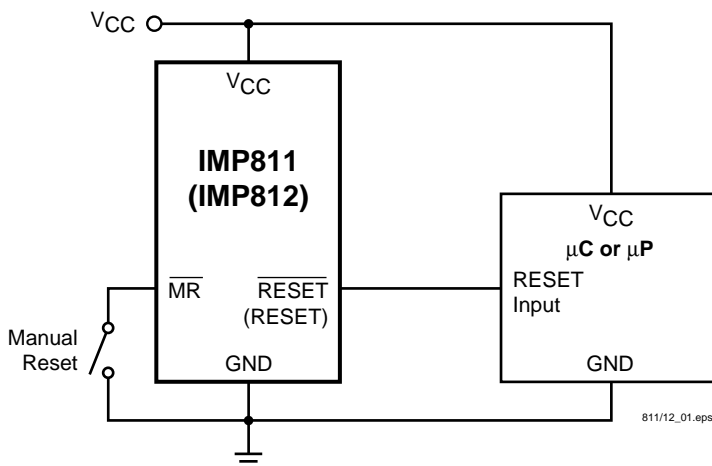 VCC
VCC
IMP811
(IMP812)
MR
RESET
(RESET)
GND
Manual
Reset
VCC
μC or μP
RESET
Input
GND
811/12_01.eps